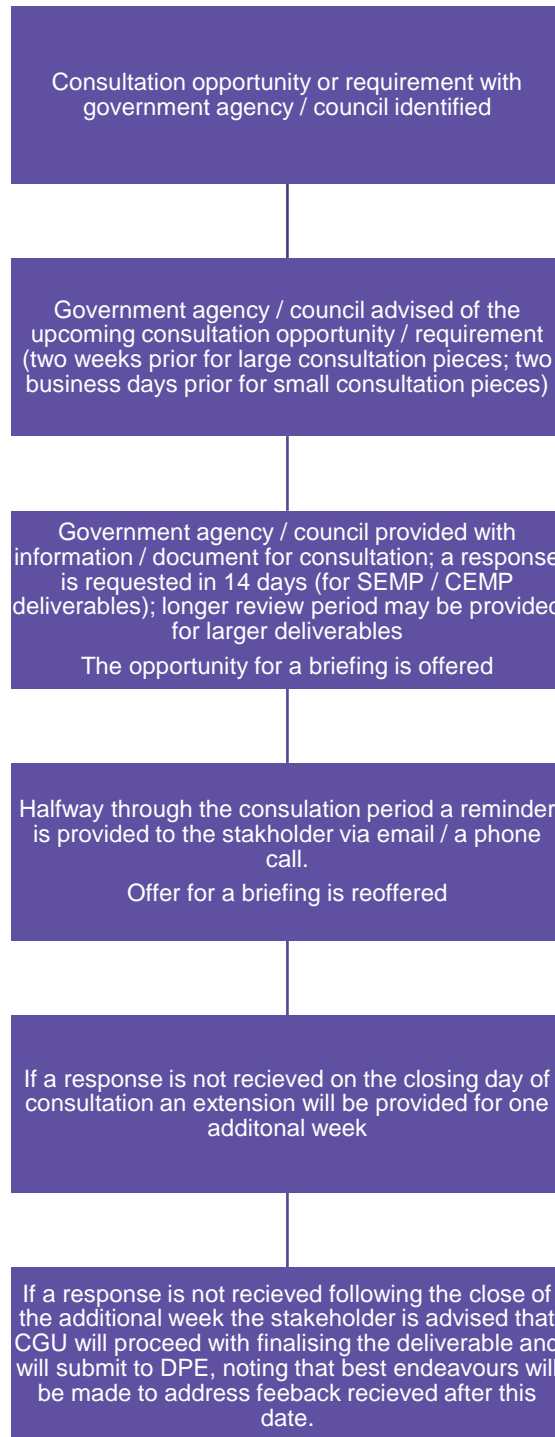 Consultation opportunity or requirement with
government agency / council identified
Government agency / council advised of the
upcoming consultation opportunity / requirement
(two weeks prior for large consultation pieces; two
business days prior for small consultation pieces)
Government agency / council provided with
information / document for consultation; a response
is requested in 14 days (for SEMP / CEMP
deliverables); longer review period may be provided
for larger deliverables
The opportunity for a briefing is offered
Halfway through the consulation period a reminder
is provided to the stakholder via email / a phone
call.
Offer for a briefing is reoffered
If a response is not recieved on the closing day of
consultation an extension will be provided for one
additonal week
If a response is not recieved following the close of
the additional week the stakeholder is advised that
CGU will proceed with finalising the deliverable and
will submit to DPE, noting that best endeavours will
be made to address feeback recieved after this
date.